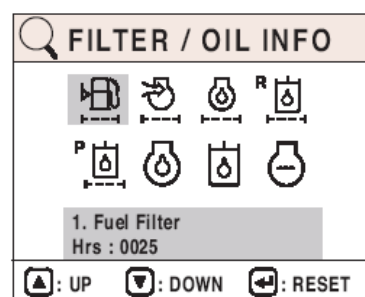 FILTER / OIL INFO
R
P
1. Fuel Filter
Hrs : 0025
: UP : DOWN : RESET